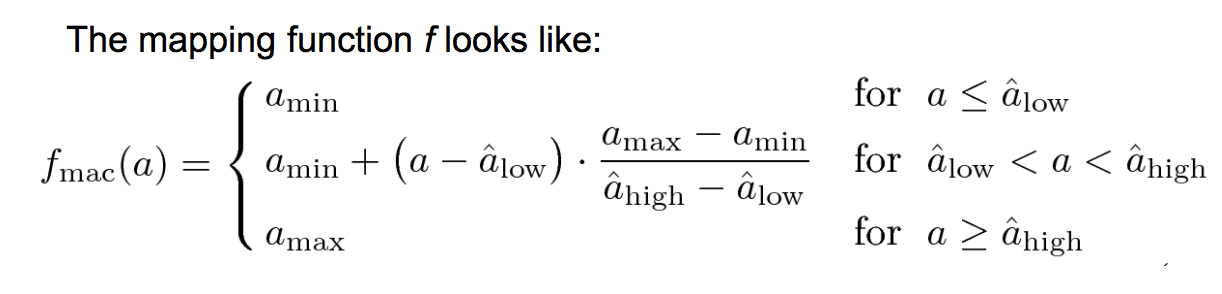 The mapping function f looks like:
f_mac(a) = { a_min for a ≤ â_low
a_min + (a − â_low) · (a_max − a_min) / (â_high − â_low) for â_low < a < â_high
a_max for a ≥ â_high